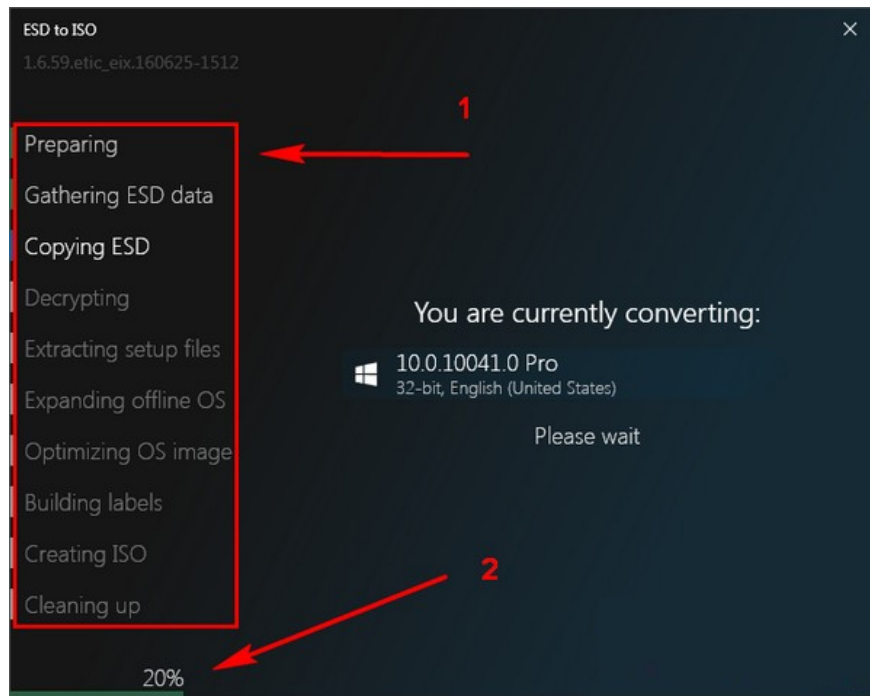 ESD to ISO
1.6.59.etic_eix.160625-1512
1
Preparing
Gathering ESD data
Copying ESD
Decrypting
You are currently converting:
Extracting setup files
10.0.10041.0 Pro
32-bit, English (United States)
Expanding offline OS
Please wait
Optimizing OS image
Building labels
Creating ISO
2
Cleaning up
20%